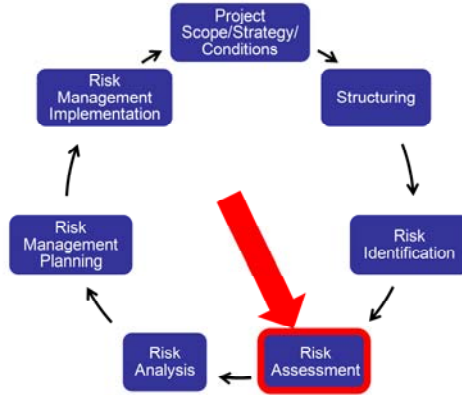 Project
Scope/Strategy/
Conditions
Structuring
Risk
Identification
Risk
Assessment
Risk
Analysis
Risk
Management
Planning
Risk
Management
Implementation